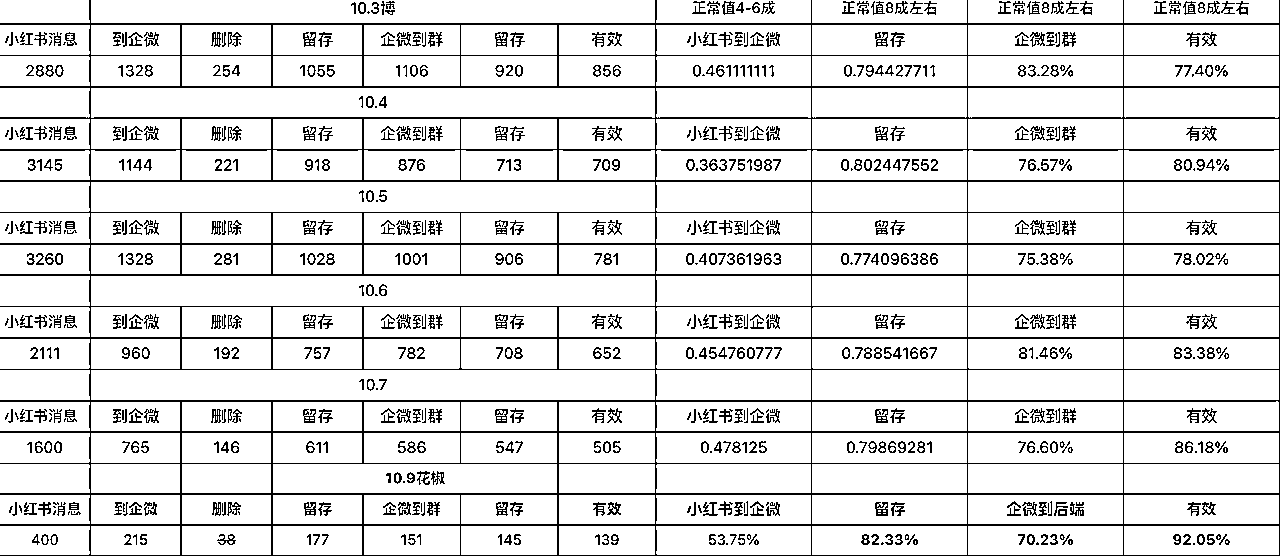 10.3博 正常值4-6成 正常值8成左右 正常值8成左右 正常值8成左右
小红书消息 到企微 删除 留存 企微到群 留存 有效 小红书到企微 留存 企微到群 有效
2880 1328 254 1055 1106 920 856 0.461111111 0.794427711 83.28% 77.40%
10.4
小红书消息 到企微 删除 留存 企微到群 留存 有效 小红书到企微 留存 企微到群 有效
3145 1144 221 918 876 713 709 0.363751987 0.802447552 76.57% 80.94%
10.5
小红书消息 到企微 删除 留存 企微到群 留存 有效 小红书到企微 留存 企微到群 有效
3260 1328 281 1028 1001 906 781 0.407361963 0.774096386 75.38% 78.02%
10.6
小红书消息 到企微 删除 留存 企微到群 留存 有效 小红书到企微 留存 企微到群 有效
2111 960 192 757 782 708 652 0.454760777 0.788541667 81.46% 83.38%
10.7
小红书消息 到企微 删除 留存 企微到群 留存 有效 小红书到企微 留存 企微到群 有效
1600 765 146 611 586 547 505 0.478125 0.79869281 76.60% 86.18%
10.9花椒
小红书消息 到企微 删除 留存 企微到群 留存 有效 小红书到企微 留存 企微到后端 有效
400 215 38 177 151 145 139 53.75% 82.33% 70.23% 92.05%